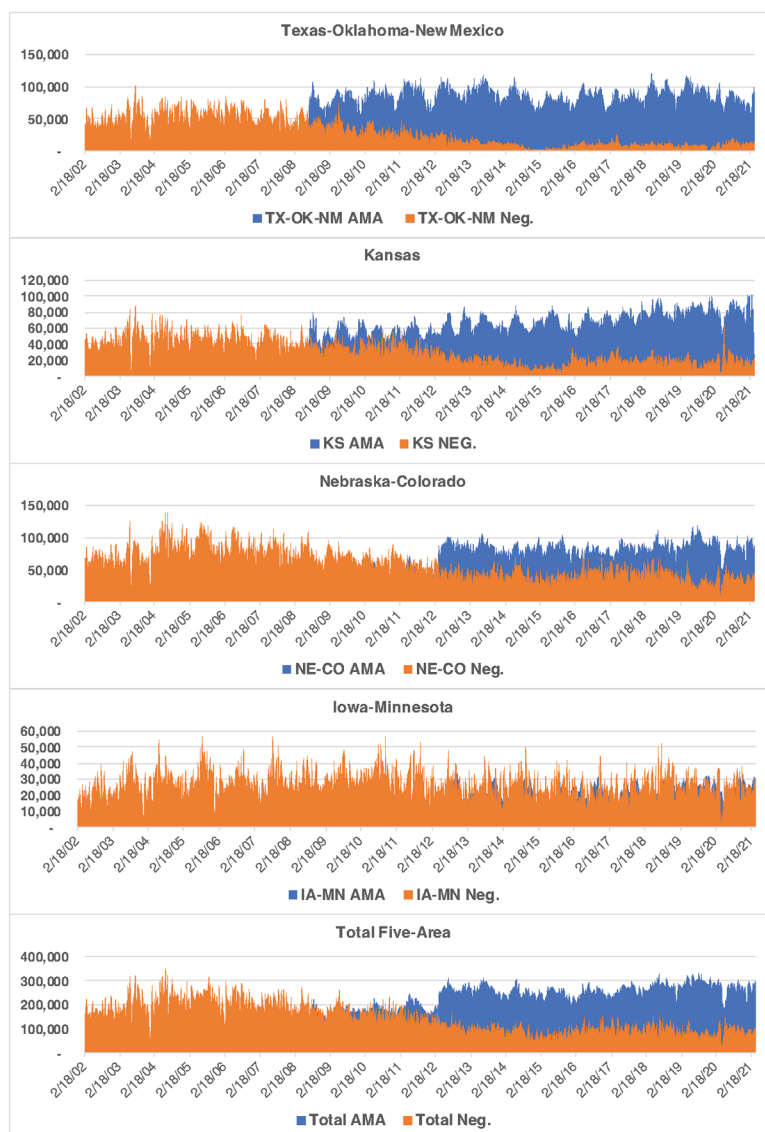 Texas-Oklahoma-New Mexico
150,000
100,000
50,000
-
2/18/02 2/18/03 2/18/04 2/18/05 2/18/06 2/18/07 2/18/08 2/18/09 2/18/10 2/18/11 2/18/12 2/18/13 2/18/14 2/18/15 2/18/16 2/18/17 2/18/18 2/18/19 2/18/20 2/18/21
TX-OK-NM AMA TX-OK-NM Neg.
Kansas
120,000
100,000
80,000
60,000
40,000
20,000
-
2/18/02 2/18/03 2/18/04 2/18/05 2/18/06 2/18/07 2/18/08 2/18/09 2/18/10 2/18/11 2/18/12 2/18/13 2/18/14 2/18/15 2/18/16 2/18/17 2/18/18 2/18/19 2/18/20 2/18/21
KS AMA KS NEG.
Nebraska-Colorado
150,000
100,000
50,000
-
2/18/02 2/18/03 2/18/04 2/18/05 2/18/06 2/18/07 2/18/08 2/18/09 2/18/10 2/18/11 2/18/12 2/18/13 2/18/14 2/18/15 2/18/16 2/18/17 2/18/18 2/18/19 2/18/20 2/18/21
NE-CO AMA NE-CO Neg.
Iowa-Minnesota
60,000
50,000
40,000
30,000
20,000
10,000
-
2/18/02 2/18/03 2/18/04 2/18/05 2/18/06 2/18/07 2/18/08 2/18/09 2/18/10 2/18/11 2/18/12 2/18/13 2/18/14 2/18/15 2/18/16 2/18/17 2/18/18 2/18/19 2/18/20 2/18/21
IA-MN AMA IA-MN Neg.
Total Five-Area
400,000
300,000
200,000
100,000
-
2/18/02 2/18/03 2/18/04 2/18/05 2/18/06 2/18/07 2/18/08 2/18/09 2/18/10 2/18/11 2/18/12 2/18/13 2/18/14 2/18/15 2/18/16 2/18/17 2/18/18 2/18/19 2/18/20 2/18/21
Total AMA Total Neg.